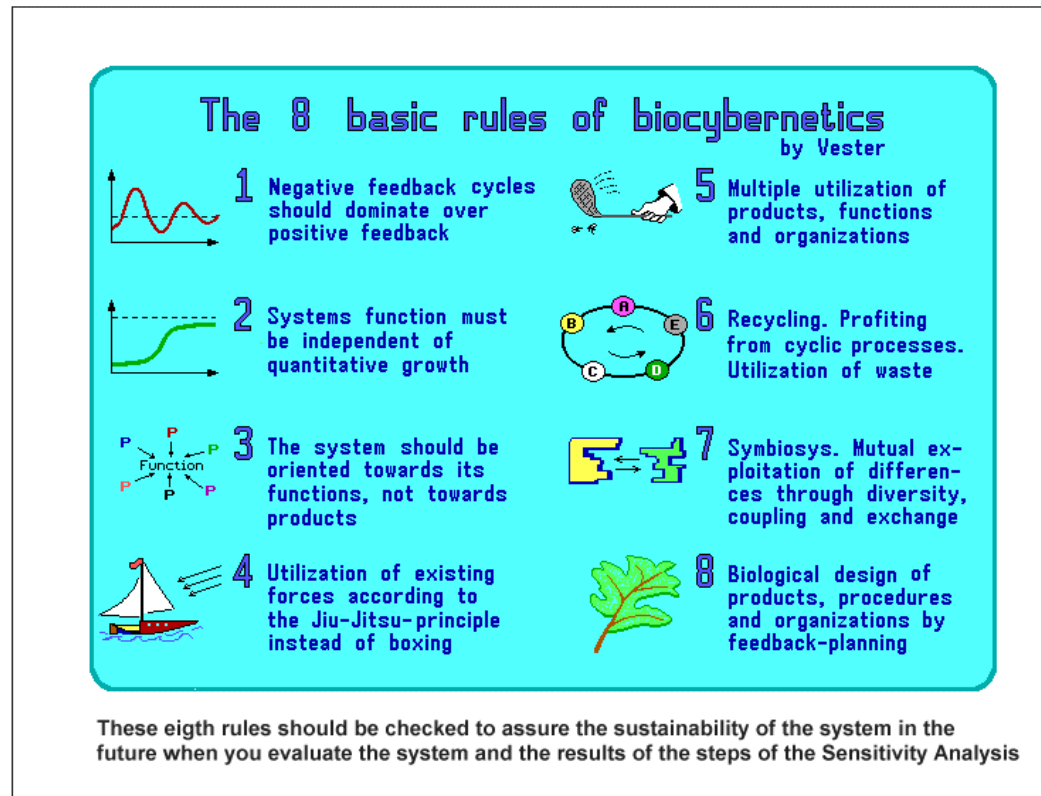 The 8 basic rules of biocybernetics
by Vester
1 Negative feedback cycles
should dominate over
positive feedback
2 Systems function must
be independent of
quantitative growth
P P P
Function
P P P
3 The system should be
oriented towards its
functions, not towards
products
4 Utilization of existing
forces according to
the Jiu-Jitsu-principle
instead of boxing
5 Multiple utilization of
products, functions
and organizations
A
B E
C D
6 Recycling. Profiting
from cyclic processes.
Utilization of waste
7 Symbiosys. Mutual ex-
ploitation of differen-
ces through diversity,
coupling and exchange
8 Biological design of
products, procedures
and organizations by
feedback-planning
These eigth rules should be checked to assure the sustainability of the system in the
future when you evaluate the system and the results of the steps of the Sensitivity Analysis